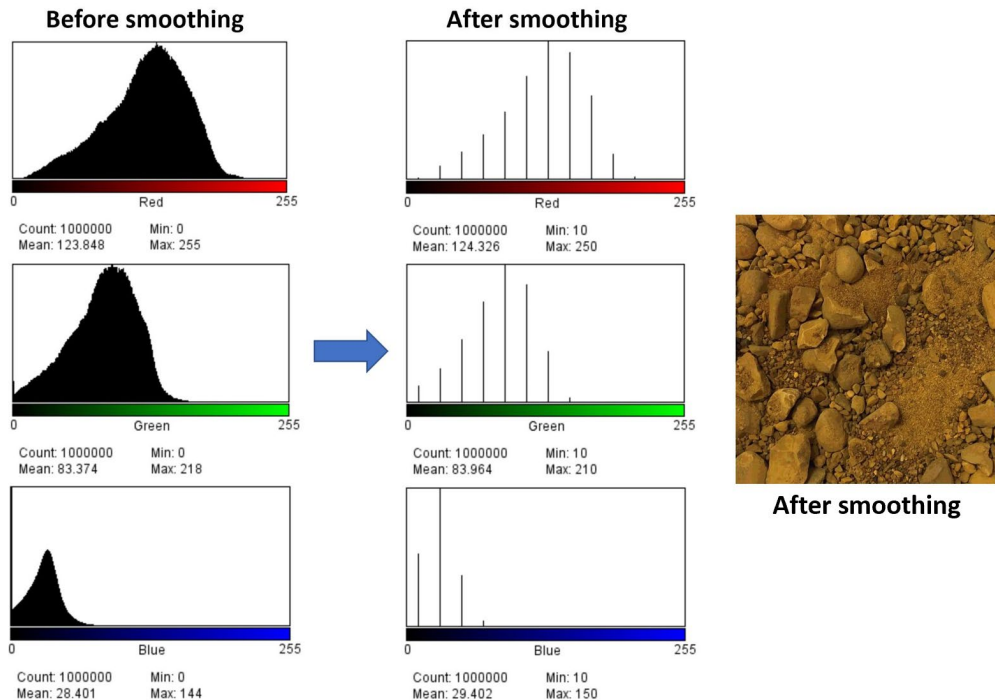 Before smoothing
After smoothing
0 Red 255
Count: 1000000 Min: 0
Mean: 123.848 Max: 255
0 Red 255
Count: 1000000 Min: 10
Mean: 124.326 Max: 250
0 Green 255
Count: 1000000 Min: 0
Mean: 83.374 Max: 218
0 Green 255
Count: 1000000 Min: 10
Mean: 83.964 Max: 210
0 Blue 255
Count: 1000000 Min: 0
Mean: 28.401 Max: 144
0 Blue 255
Count: 1000000 Min: 10
Mean: 29.402 Max: 150
After smoothing